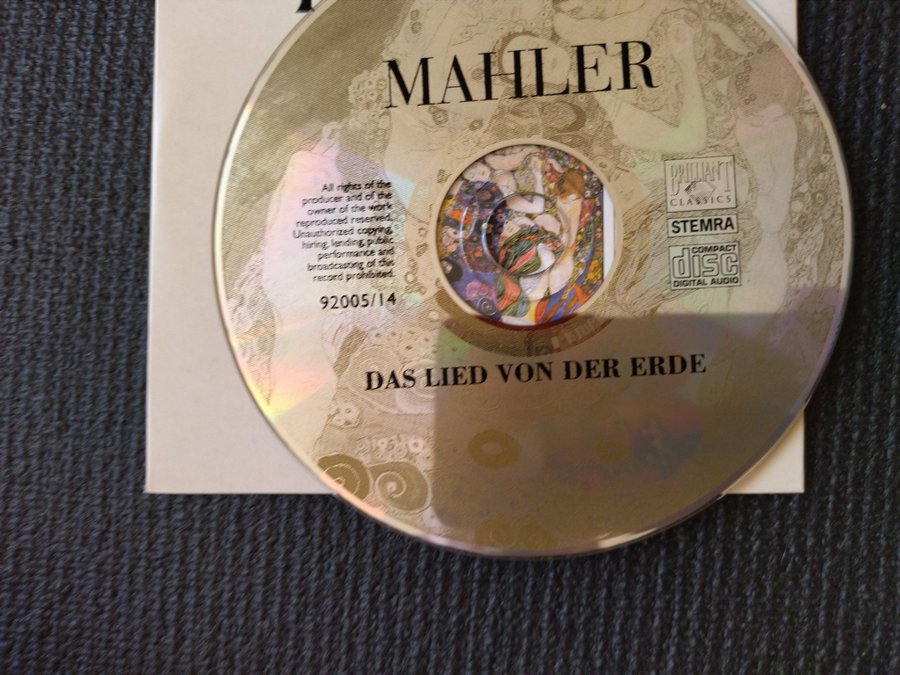 MAHLER
All rights of the
producer and of the
owner of the work
reproduced reserved.
Unauthorized copying,
hiring, lending, public
performance and
broadcasting of this
record prohibited.
92005/14
BRILLIANT
CLASSICS
STEMRA
COMPACT
disc
DIGITAL AUDIO
DAS LIED VON DER ERDE